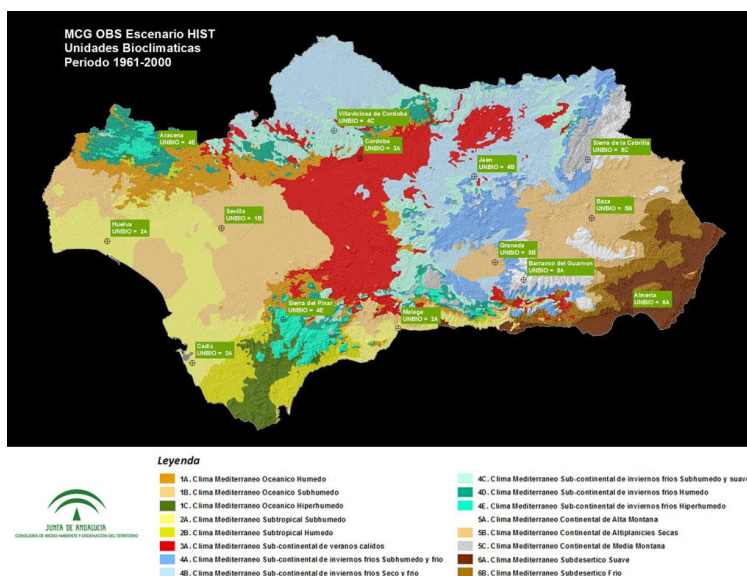 MCG OBS Escenario HIST
Unidades Bioclimaticas
Periodo 1961-2000
Villaviciosa de Cordoba
UNBIO = 4C
Aracena
UNBIO = 4E
Cordoba
UNBIO = 3A
Sierra de la Cabrilla
UNBIO = 5C
Jaen
UNBIO = 4B
Baza
UNBIO = 5B
Sevilla
UNBIO = 1B
Huelva
UNBIO = 2A
Granada
UNBIO = 5B
Barranco del Guarnon
UNBIO = 5A
Almeria
UNBIO = 6A
Sierra del Pinar
UNBIO = 4E
Malaga
UNBIO = 2A
Cadiz
UNBIO = 2A
Leyenda
1A. Clima Mediterraneo Oceanico Humedo
1B. Clima Mediterraneo Oceanico Subhumedo
1C. Clima Mediterraneo Oceanico Hiperhumedo
2A. Clima Mediterraneo Subtropical Subhumedo
2B. Clima Mediterraneo Subtropical Humedo
3A. Clima Mediterraneo Sub-continental de veranos calidos
4A. Clima Mediterraneo Sub-continental de inviernos frios Subhumedo y frio
4B. Clima Mediterraneo Sub-continental de inviernos frios Seco y frio
4C. Clima Mediterraneo Sub-continental de inviernos frios Subhumedo y suave
4D. Clima Mediterraneo Sub-continental de inviernos frios Humedo
4E. Clima Mediterraneo Sub-continental de inviernos frios Hiperhumedo
5A. Clima Mediterraneo Continental de Alta Montana
5B. Clima Mediterraneo Continental de Altiplanicies Secas
5C. Clima Mediterraneo Continental de Media Montana
6A. Clima Mediterraneo Subdesertico Suave
6B. Clima Mediterraneo Subdesertico Frio
JUNTA DE ANDALUCIA
CONSEJERÍA DE MEDIO AMBIENTE Y ORDENACIÓN DEL TERRITORIO